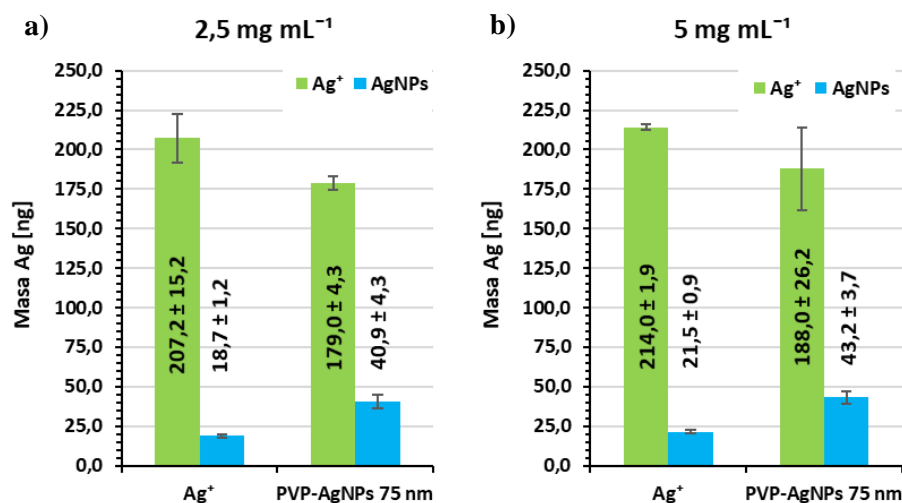 a)
2,5 mg mL⁻¹
250,0
225,0
200,0
175,0
150,0
125,0
100,0
75,0
50,0
25,0
0,0
Masa Ag [ng]
Ag⁺ AgNPs
207,2 ± 15,2
18,7 ± 1,2
179,0 ± 4,3
40,9 ± 4,3
Ag⁺ PVP-AgNPs 75 nm
b)
5 mg mL⁻¹
250,0
225,0
200,0
175,0
150,0
125,0
100,0
75,0
50,0
25,0
0,0
Masa Ag [ng]
Ag⁺ AgNPs
214,0 ± 1,9
21,5 ± 0,9
188,0 ± 26,2
43,2 ± 3,7
Ag⁺ PVP-AgNPs 75 nm